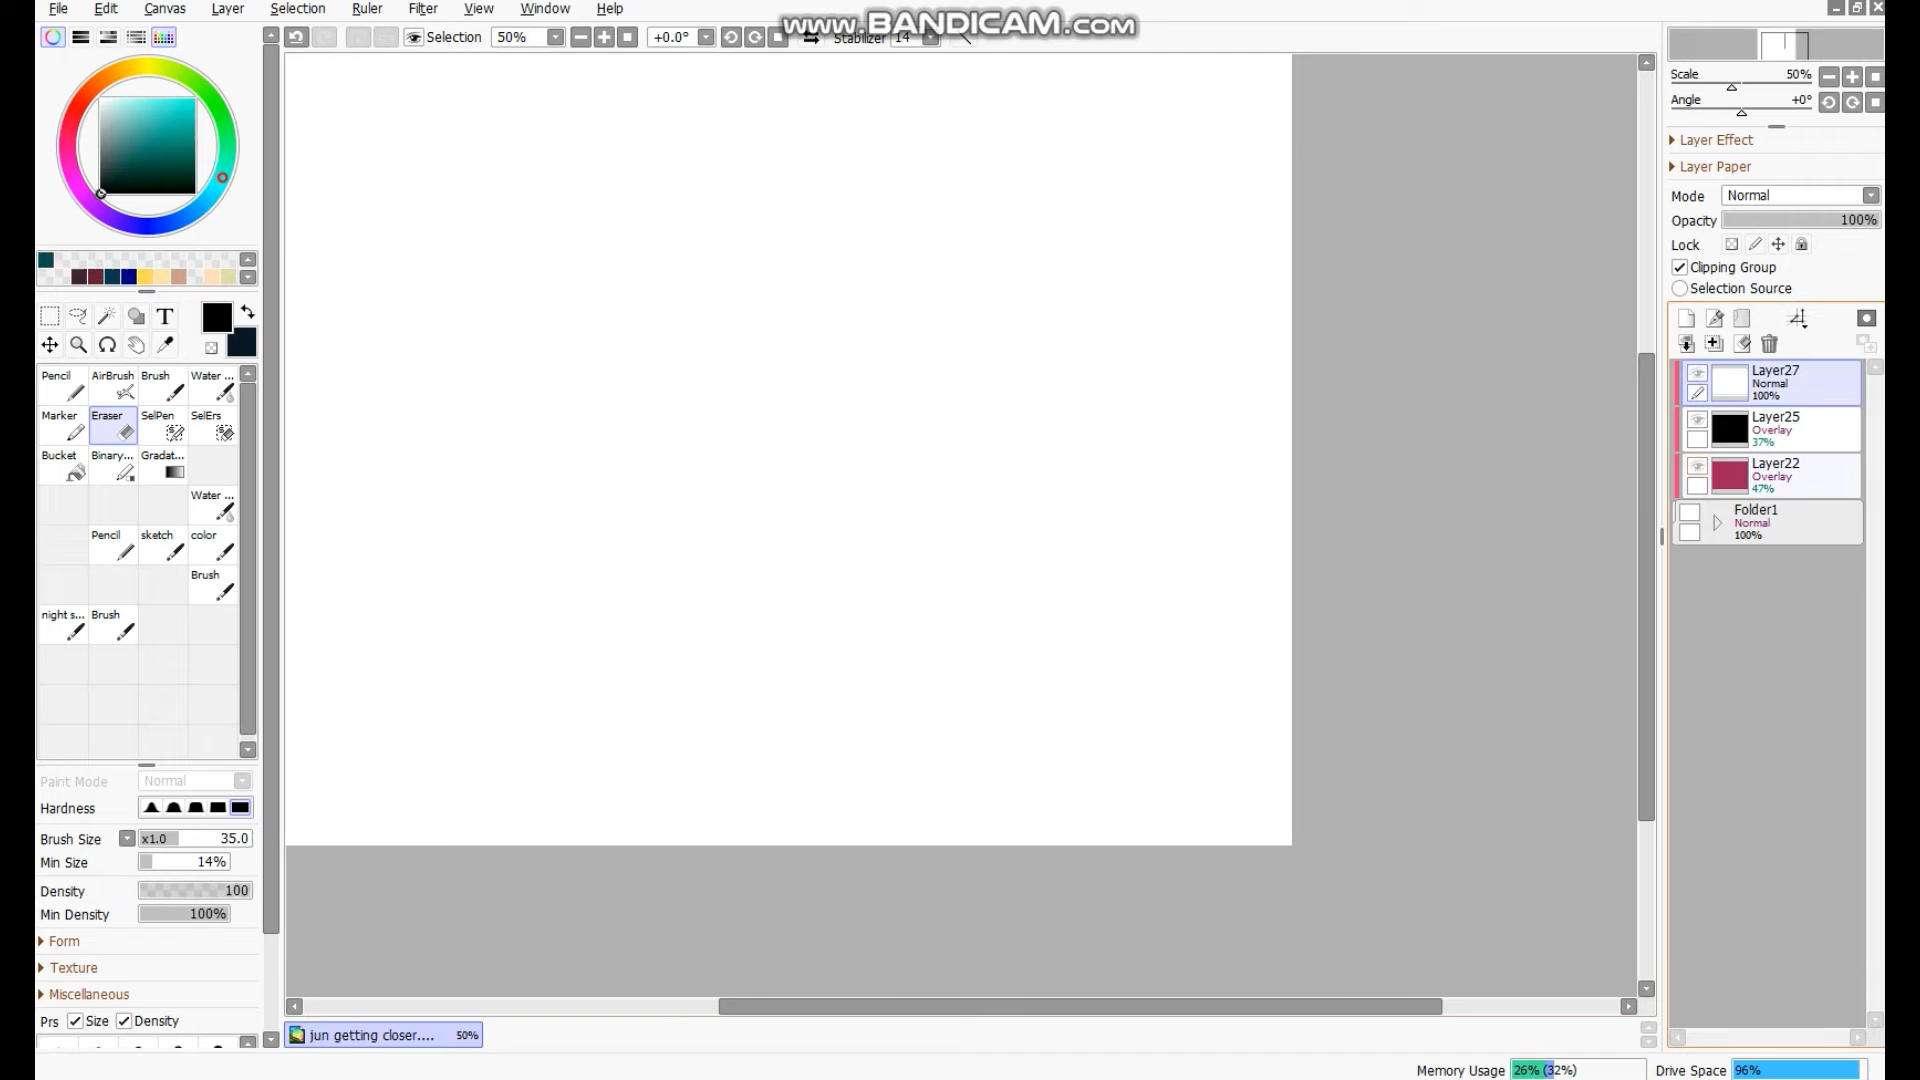 File Edit Canvas Layer Selection Ruler Filter View Window Help
www.BANDICAM.com
Selection 50% +0.0° Stabilizer 14
Scale 50%
Angle +0°
Layer Effect
Layer Paper
Mode Normal
Opacity 100%
Lock
Clipping Group
Selection Source
T
Pencil AirBrush Brush Water ...
Marker Eraser SelPen SelErs
Bucket Binary... Gradat...
Water ...
Pencil sketch color
Brush
night s... Brush
Layer27
Normal
100%
Layer25
Overlay
37%
Layer22
Overlay
47%
Folder1
Normal
100%
Paint Mode Normal
Hardness
Brush Size x1.0 35.0
Min Size 14%
Density 100
Min Density 100%
Form
Texture
Miscellaneous
Prs Size Density
jun getting closer.... 50%
Memory Usage 26% (32%) Drive Space 96%